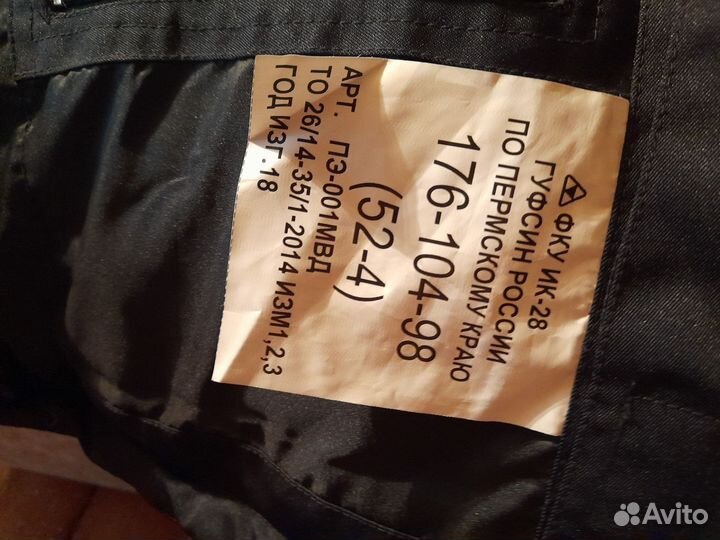 ФКУ ИК-28
ГУФСИН РОССИИ
ПО ПЕРМСКОМУ КРАЮ
176-104-98
(52-4)
АРТ. ПЭ-001МВД
ТО 26/14-35/1-2014 ИЗМ1,2,3
ГОД ИЗГ.18
Avito